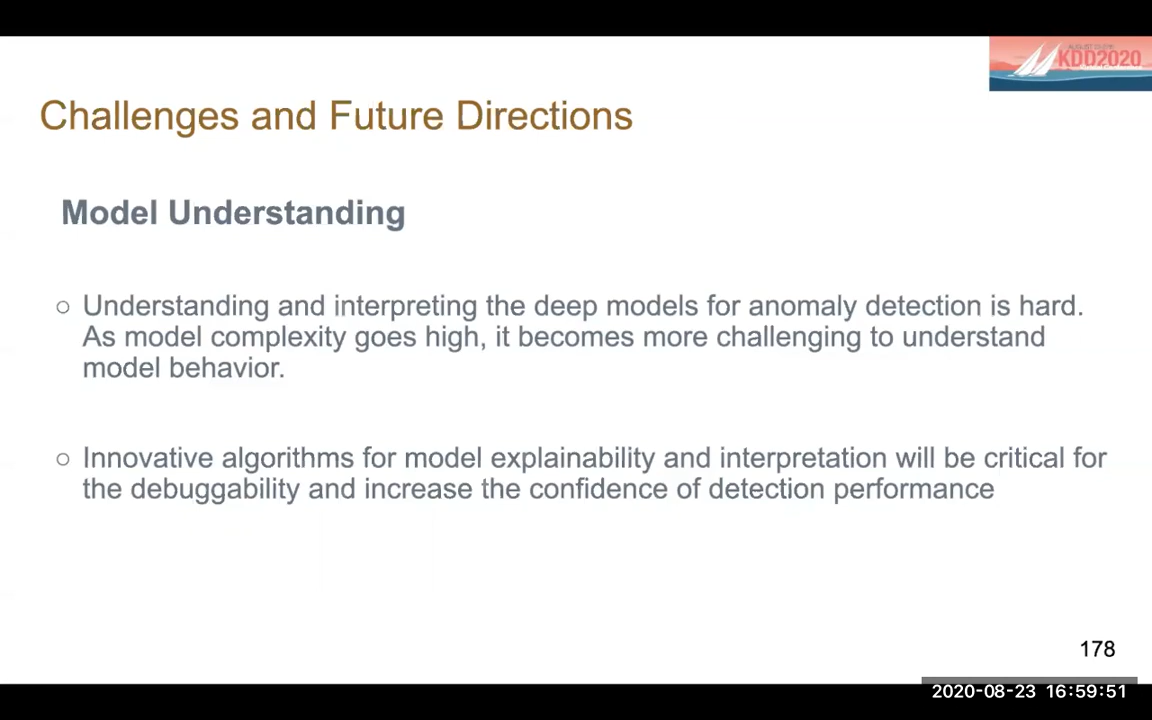 KDD2020
Challenges and Future Directions
Model Understanding
○ Understanding and interpreting the deep models for anomaly detection is hard.
As model complexity goes high, it becomes more challenging to understand
model behavior.
○ Innovative algorithms for model explainability and interpretation will be critical for
the debuggability and increase the confidence of detection performance
178
2020-08-23 16:59:51